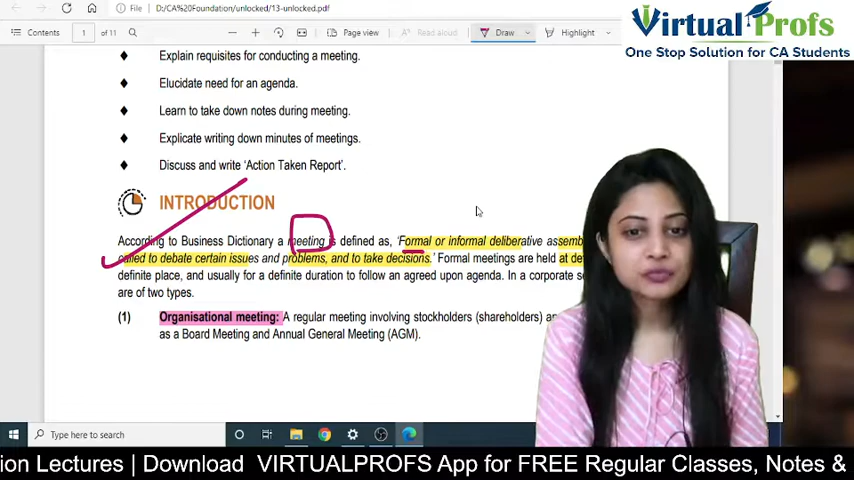 File
D:/CA%20Foundation/unlocked/13-unlocked.pdf
Virtual Profs
One Stop Solution for CA Students
Contents
1
of 11
Page view
Read aloud
Draw
Highlight
Explain requisites for conducting a meeting.
Elucidate need for an agenda.
Learn to take down notes during meeting.
Explicate writing down minutes of meetings.
Discuss and write ‘Action Taken Report’.
INTRODUCTION
According to Business Dictionary a meeting is defined as, ‘Formal or informal deliberative assemb
called to debate certain issues and problems, and to take decisions.’ Formal meetings are held at de
definite place, and usually for a definite duration to follow an agreed upon agenda. In a corporate se
are of two types.
(1) Organisational meeting: A regular meeting involving stockholders (shareholders) an
as a Board Meeting and Annual General Meeting (AGM).
Type here to search
ion Lectures | Download VIRTUALPROFS App for FREE Regular Classes, Notes &